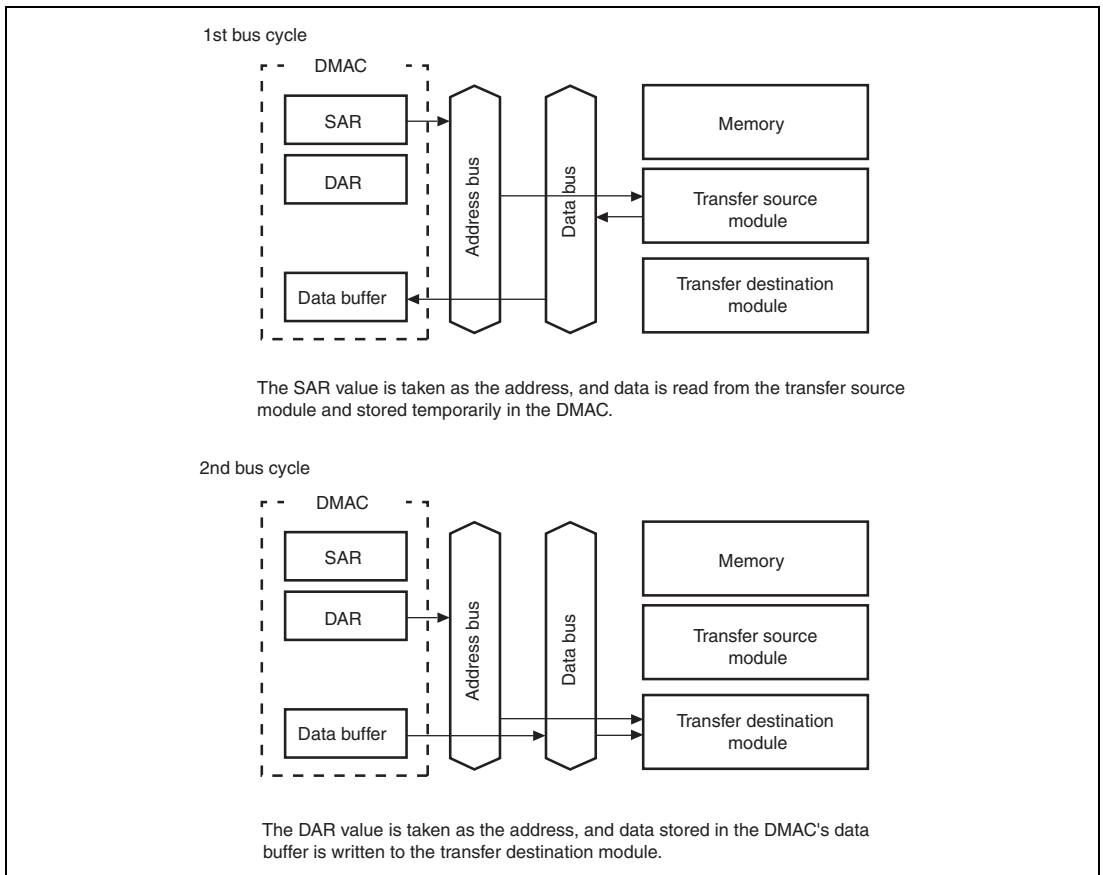 1st bus cycle
DMAC
SAR
DAR
Data buffer
Address bus
Data bus
Memory
Transfer source
module
Transfer destination
module
The SAR value is taken as the address, and data is read from the transfer source
module and stored temporarily in the DMAC.
2nd bus cycle
DMAC
SAR
DAR
Data buffer
Address bus
Data bus
Memory
Transfer source
module
Transfer destination
module
The DAR value is taken as the address, and data stored in the DMAC's data
buffer is written to the transfer destination module.